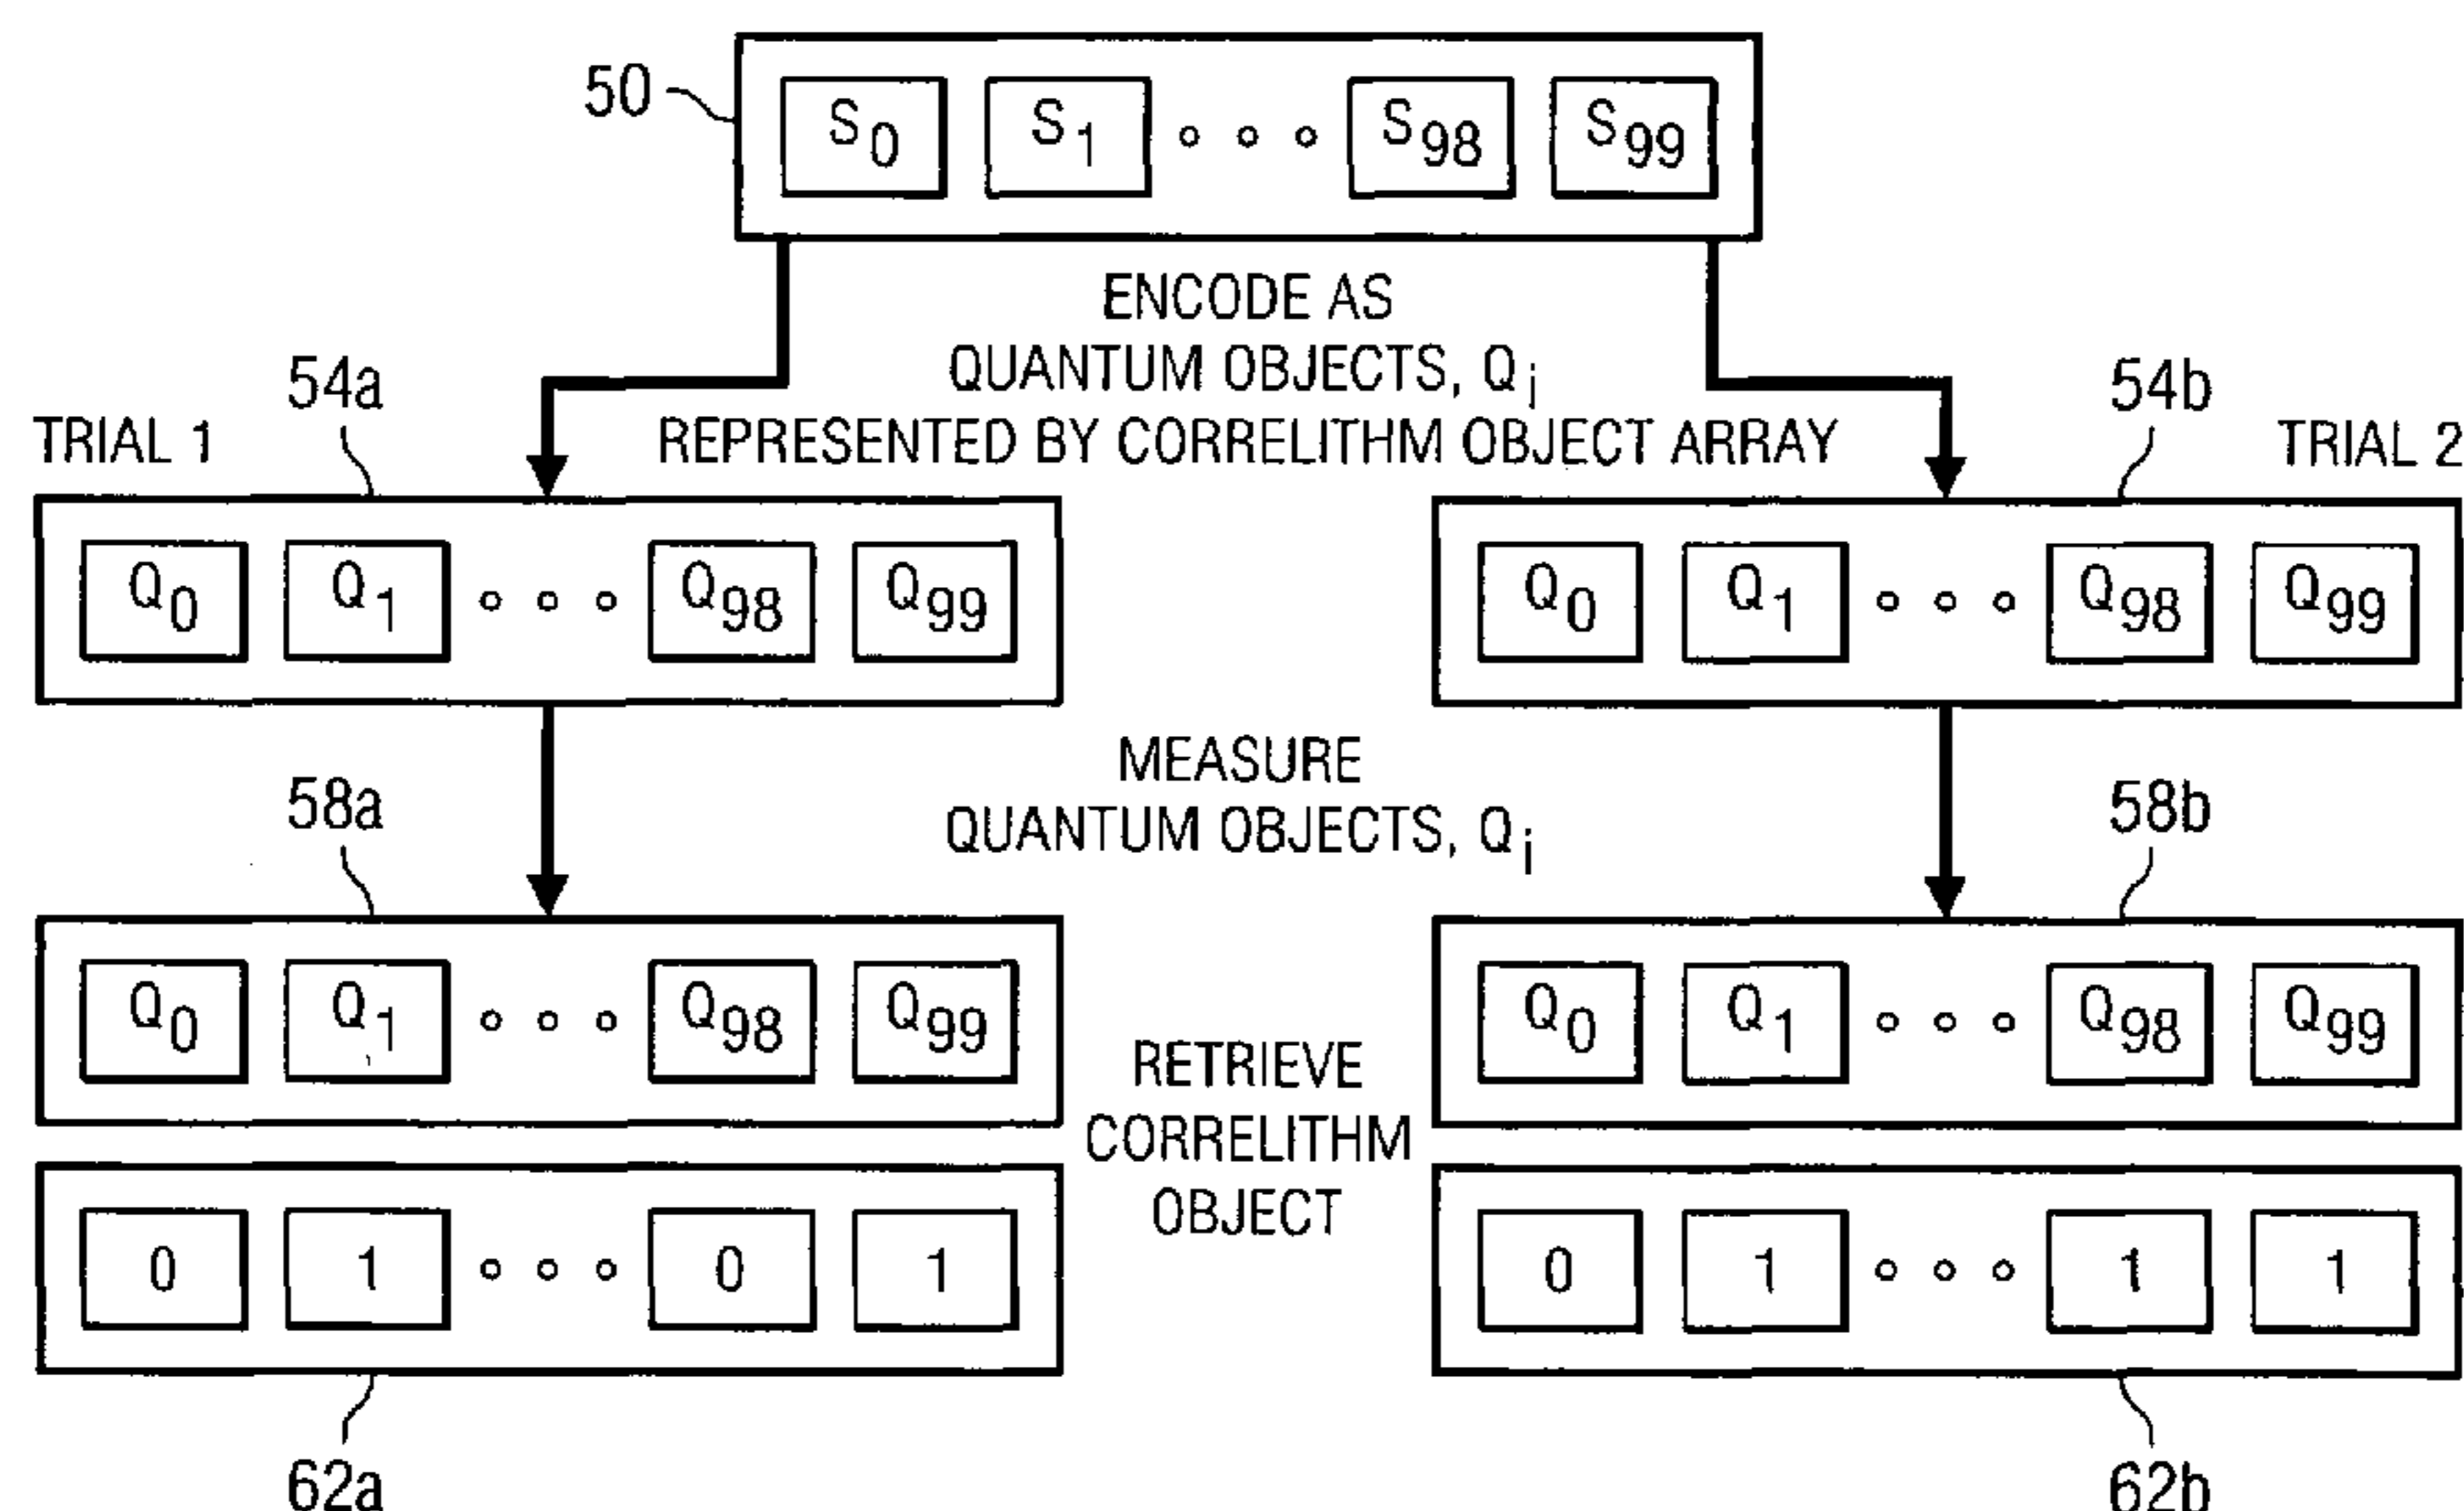 50
S0 S1 ∘ ∘ ∘ S98 S99
ENCODE AS
QUANTUM OBJECTS, Qi
REPRESENTED BY CORRELITHM OBJECT ARRAY
TRIAL 1
54a
54b
TRIAL 2
Q0 Q1 ∘ ∘ ∘ Q98 Q99
Q0 Q1 ∘ ∘ ∘ Q98 Q99
MEASURE
QUANTUM OBJECTS, Qi
58a
58b
Q0 Q1 ∘ ∘ ∘ Q98 Q99
Q0 Q1 ∘ ∘ ∘ Q98 Q99
RETRIEVE
CORRELITHM
OBJECT
0 1 ∘ ∘ ∘ 0 1
0 1 ∘ ∘ ∘ 1 1
62a
62b